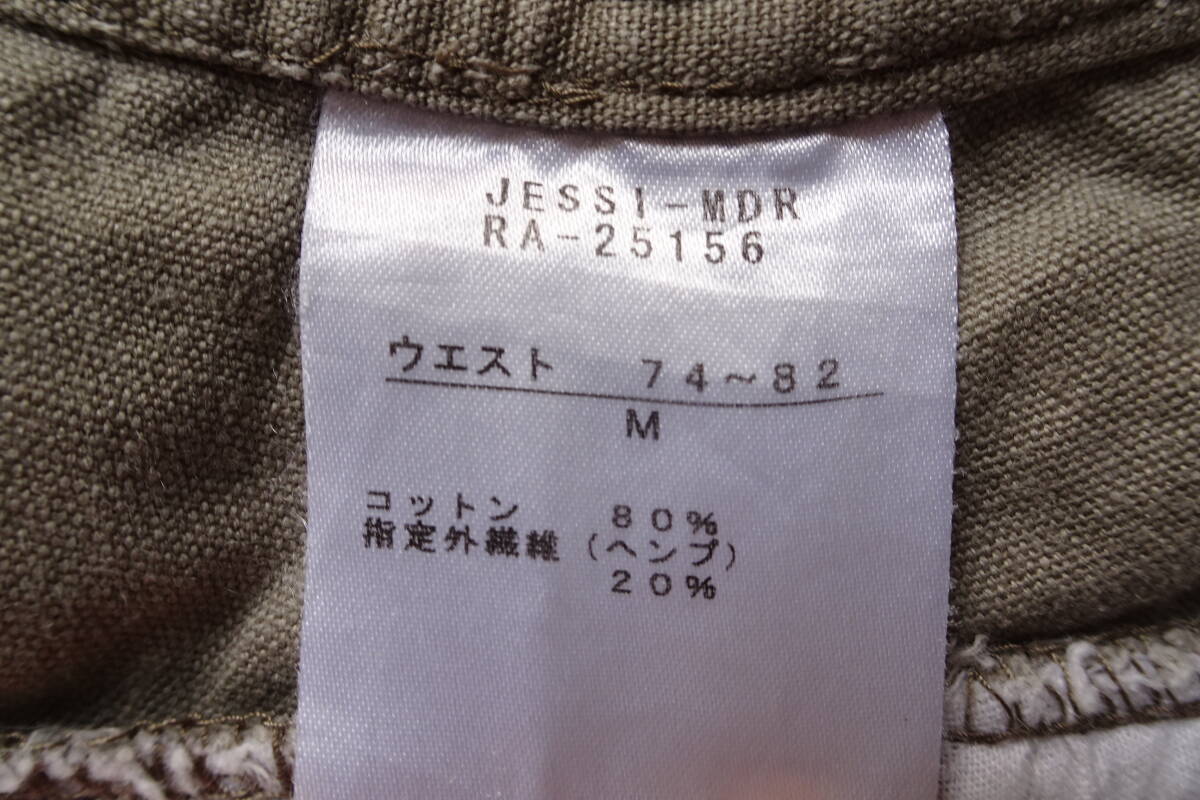 JESSI-MDR
RA-25156
ウエスト 74~82
M
コットン 80%
指定外繊維(ヘンプ)
20%